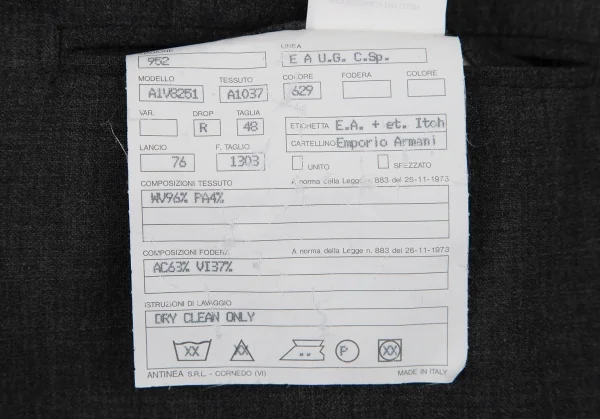 LINEA
952 E A U.G. C.Sp.
MODELLO TESSUTO COLORE FODERA COLORE
A1V8251 A1037 629
VAR. DROP TAGLIA
R 48
ETICHETTA E.A. + et. Itoh
CARTELLINO Emporio Armani
LANCIO F. TAGLIO
76 1303 UNITO SPEZZATO
COMPOSIZIONI TESSUTO A norma della Legge n. 883 del 26-11-1973
WV96% PA4%
COMPOSIZIONI FODERA A norma della Legge n. 883 del 26-11-1973
AC63% VI37%
ISTRUZIONI DI LAVAGGIO
DRY CLEAN ONLY
P
ANTINEA S.R.L. - CORNEDO (VI) MADE IN ITALY